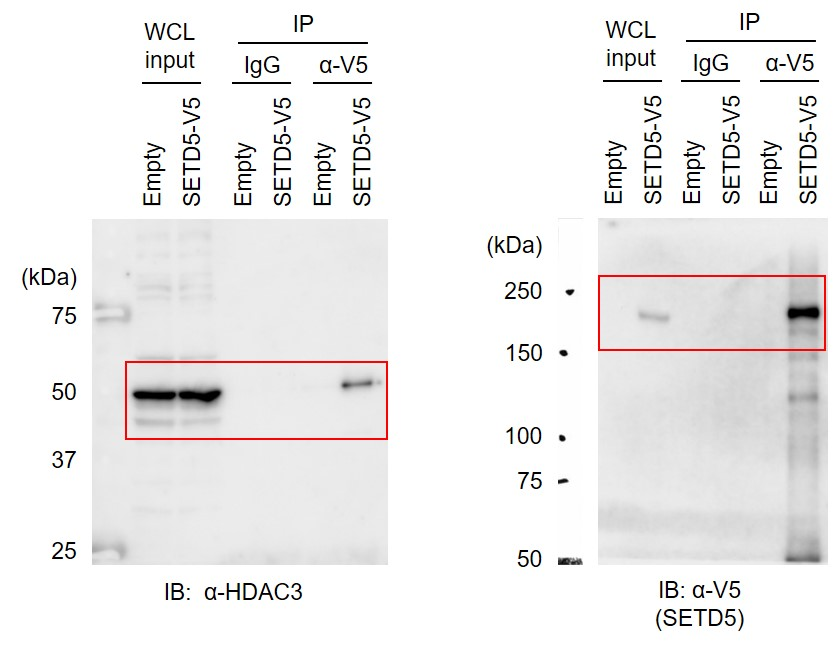 WCL
input
IP
IgG
α-V5
Empty
SETD5-V5
Empty
SETD5-V5
Empty
SETD5-V5
(kDa)
75
50
37
25
IB: α-HDAC3
WCL
input
IP
IgG
α-V5
Empty
SETD5-V5
Empty
SETD5-V5
Empty
SETD5-V5
(kDa)
250
150
100
75
50
IB: α-V5
(SETD5)